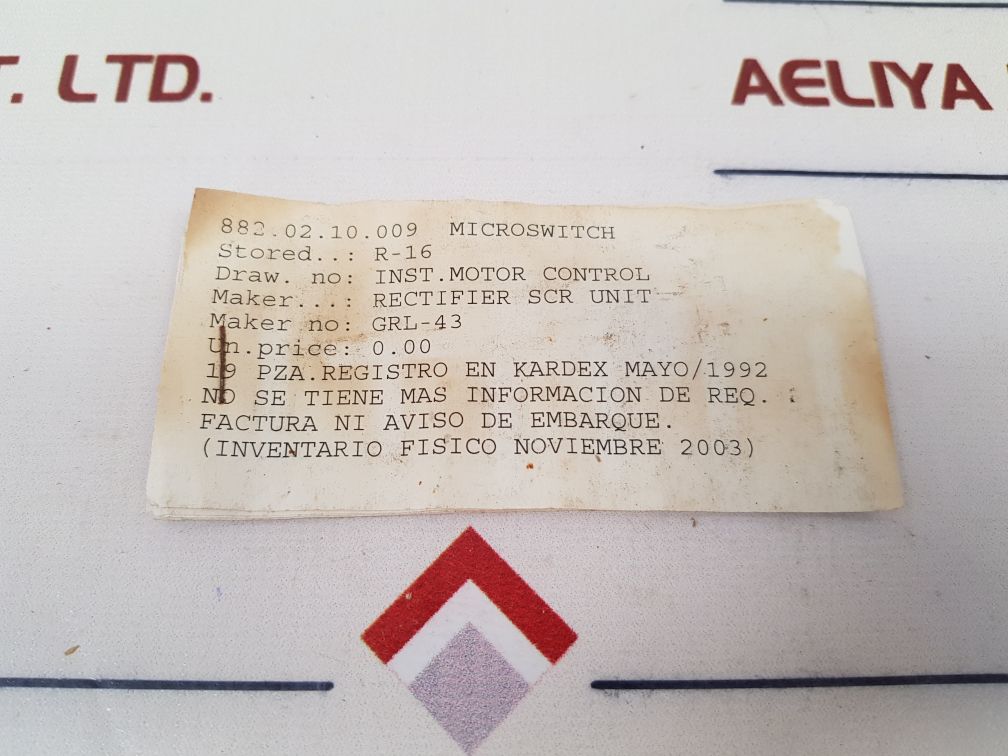 T. LTD.
AELIYA
882.02.10.009 MICROSWITCH
Stored..: R-16
Draw. no: INST.MOTOR CONTROL
Maker...: RECTIFIER SCR UNIT
Maker no: GRL-43
Un.price: 0.00
19 PZA.REGISTRO EN KARDEX MAYO/1992
NO SE TIENE MAS INFORMACION DE REQ.
FACTURA NI AVISO DE EMBARQUE.
(INVENTARIO FISICO NOVIEMBRE 2003)